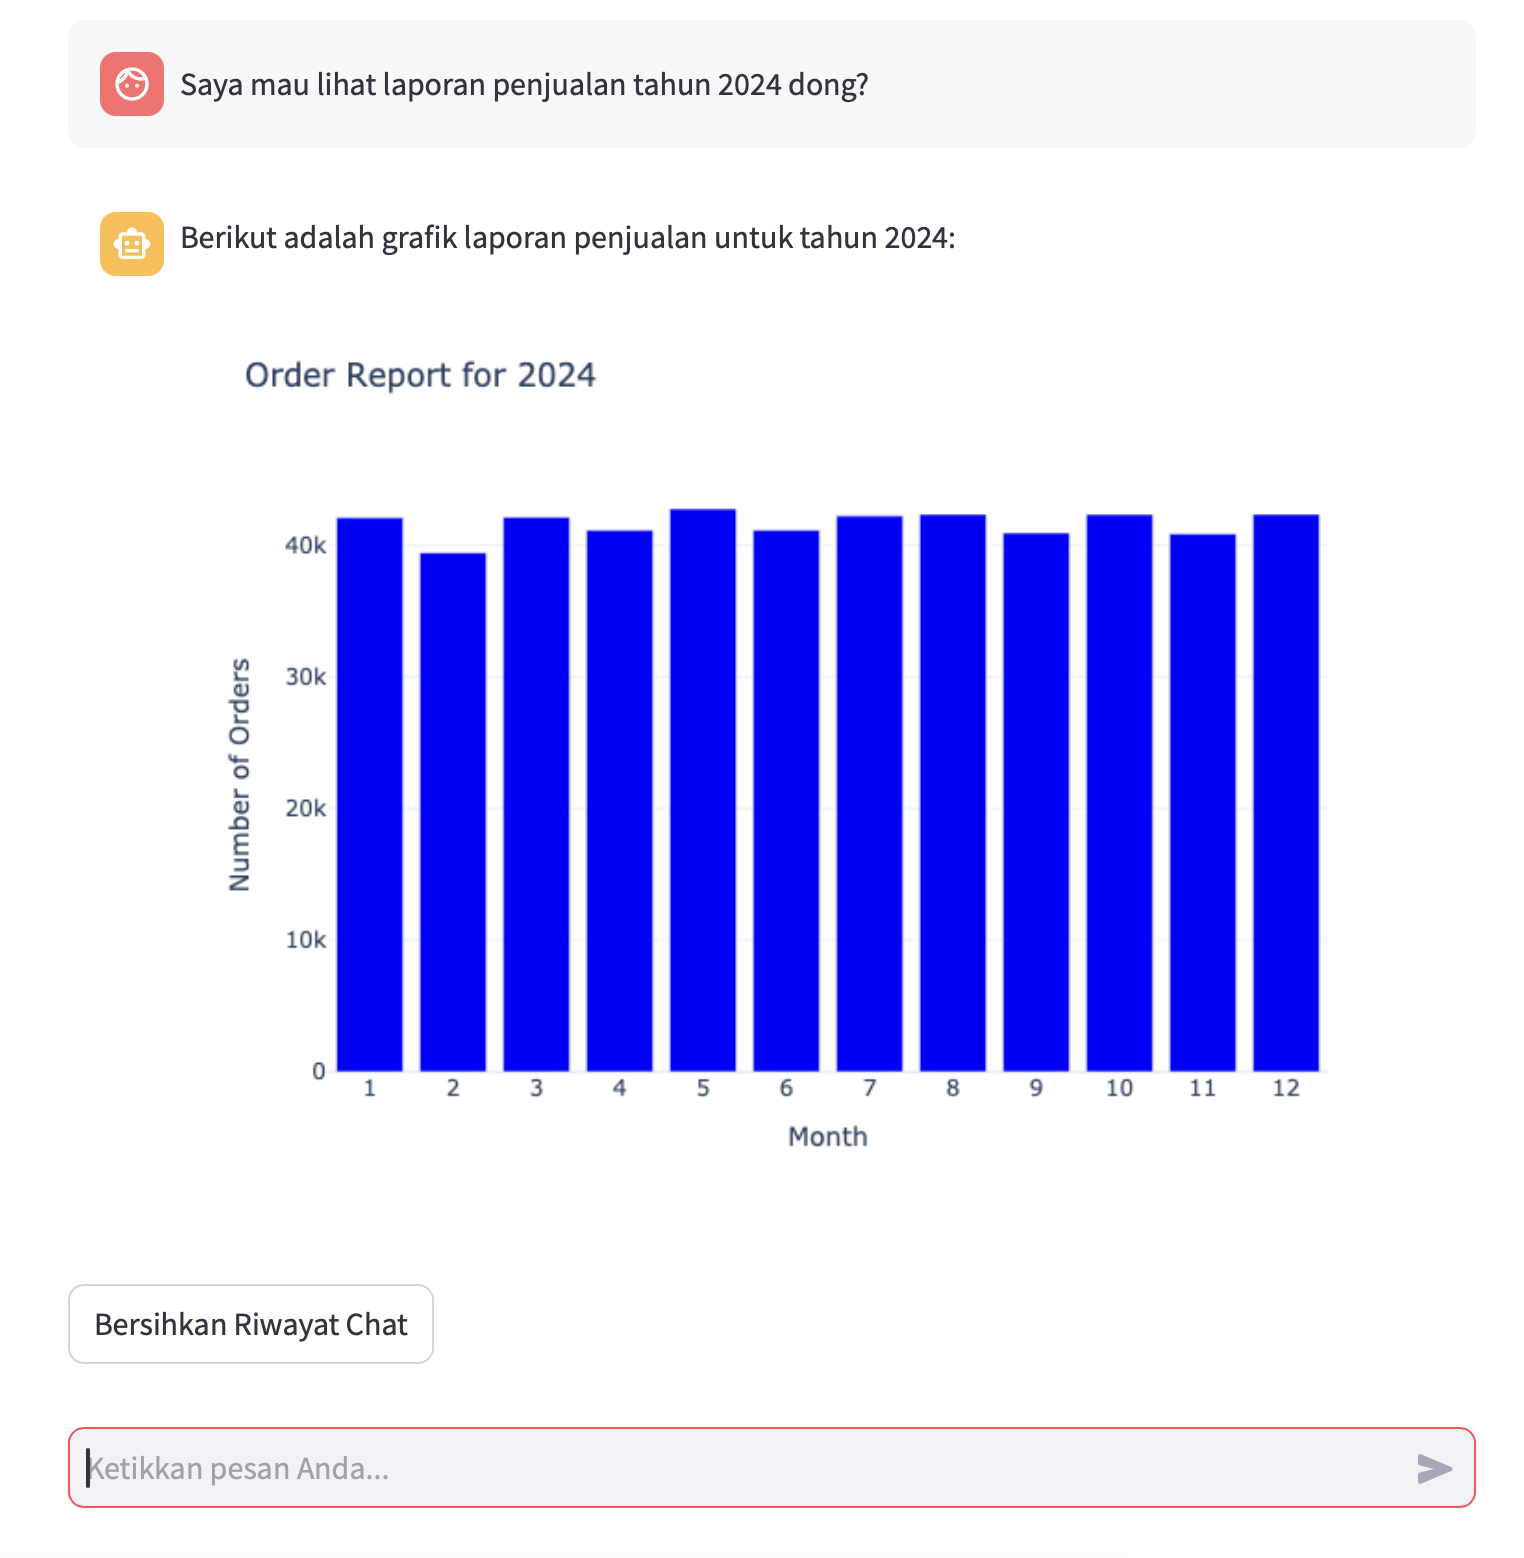 Saya mau lihat laporan penjualan tahun 2024 dong?
Berikut adalah grafik laporan penjualan untuk tahun 2024:
Order Report for 2024
Number of Orders
40k
30k
20k
10k
0
1 2 3 4 5 6 7 8 9 10 11 12
Month
Bersihkan Riwayat Chat
Ketikkan pesan Anda...